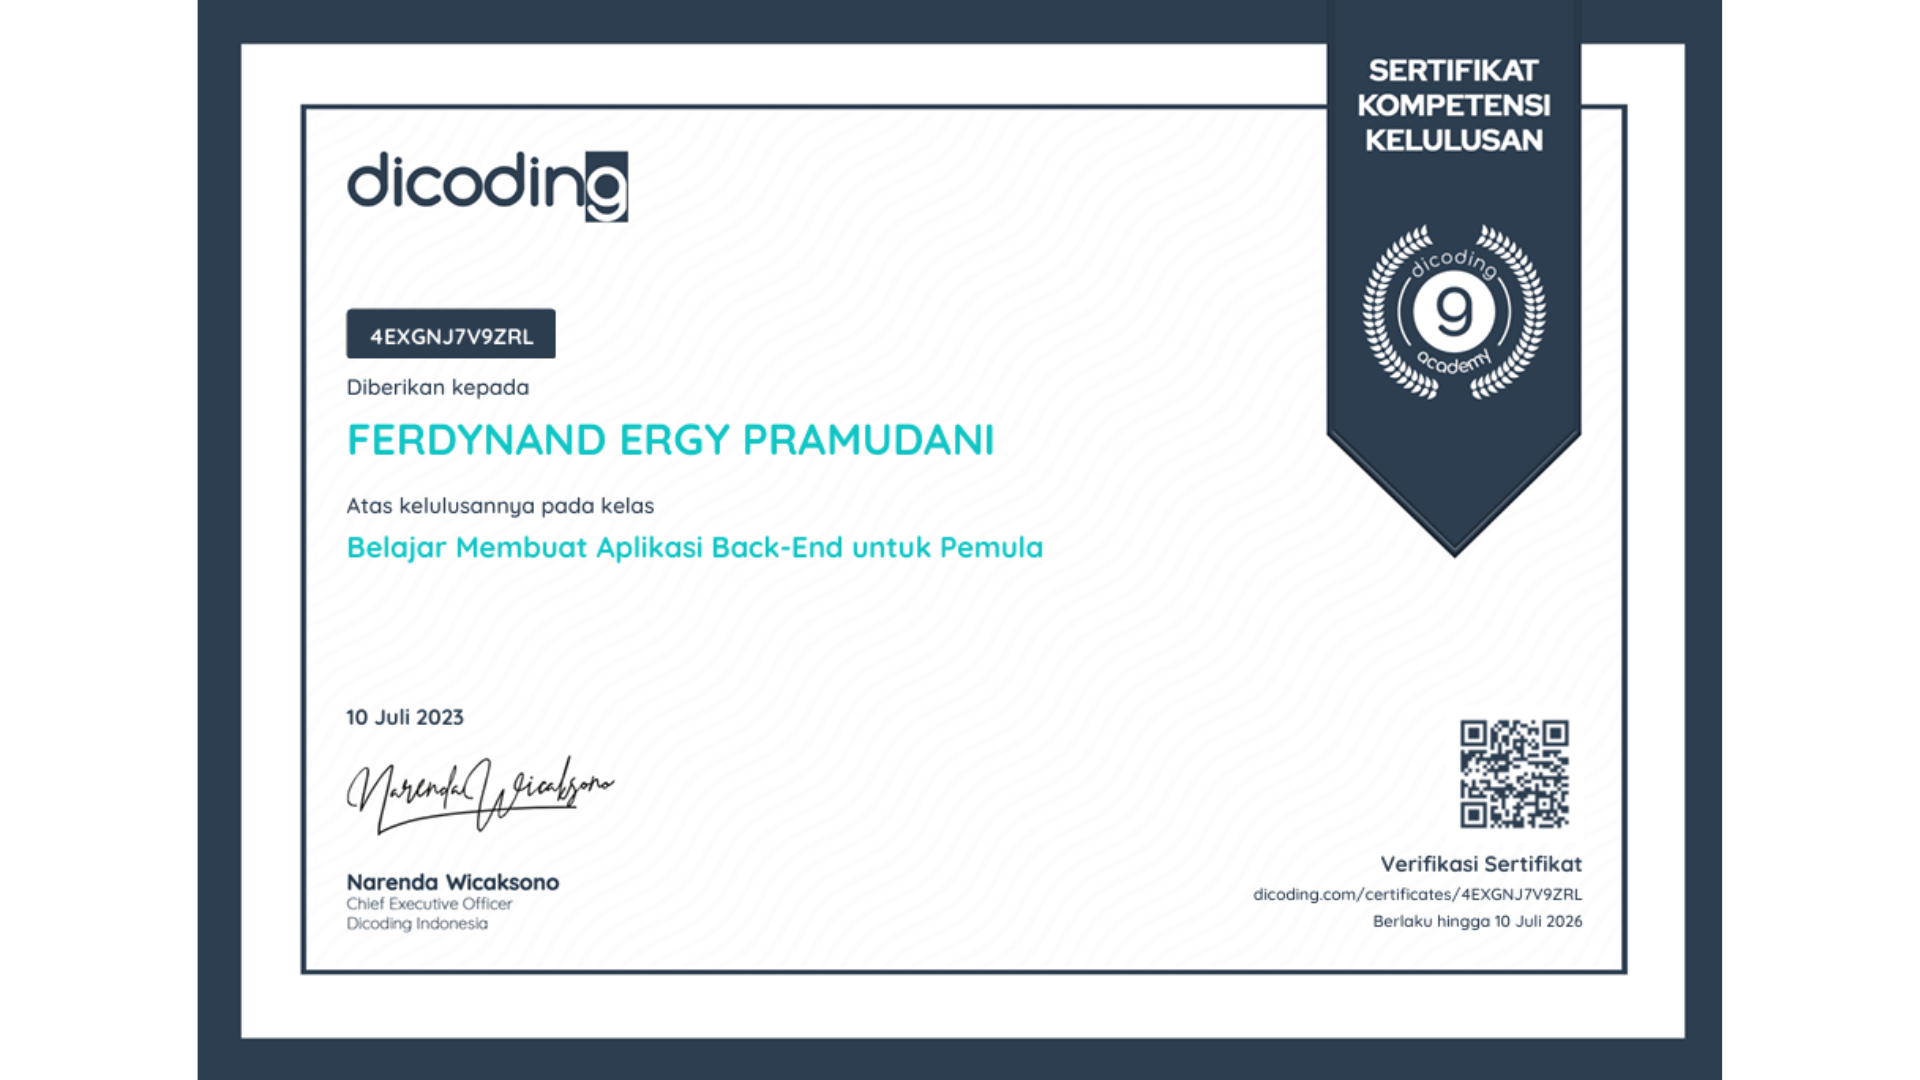 SERTIFIKAT
KOMPETENSI
KELULUSAN
dicoding
dicoding
9
academy
4EXGNJ7V9ZRL
Diberikan kepada
FERDYNAND ERGY PRAMUDANI
Atas kelulusannya pada kelas
Belajar Membuat Aplikasi Back-End untuk Pemula
10 Juli 2023
Narenda Wicaksono
Narenda Wicaksono
Chief Executive Officer
Dicoding Indonesia
Verifikasi Sertifikat
dicoding.com/certificates/4EXGNJ7V9ZRL
Berlaku hingga 10 Juli 2026